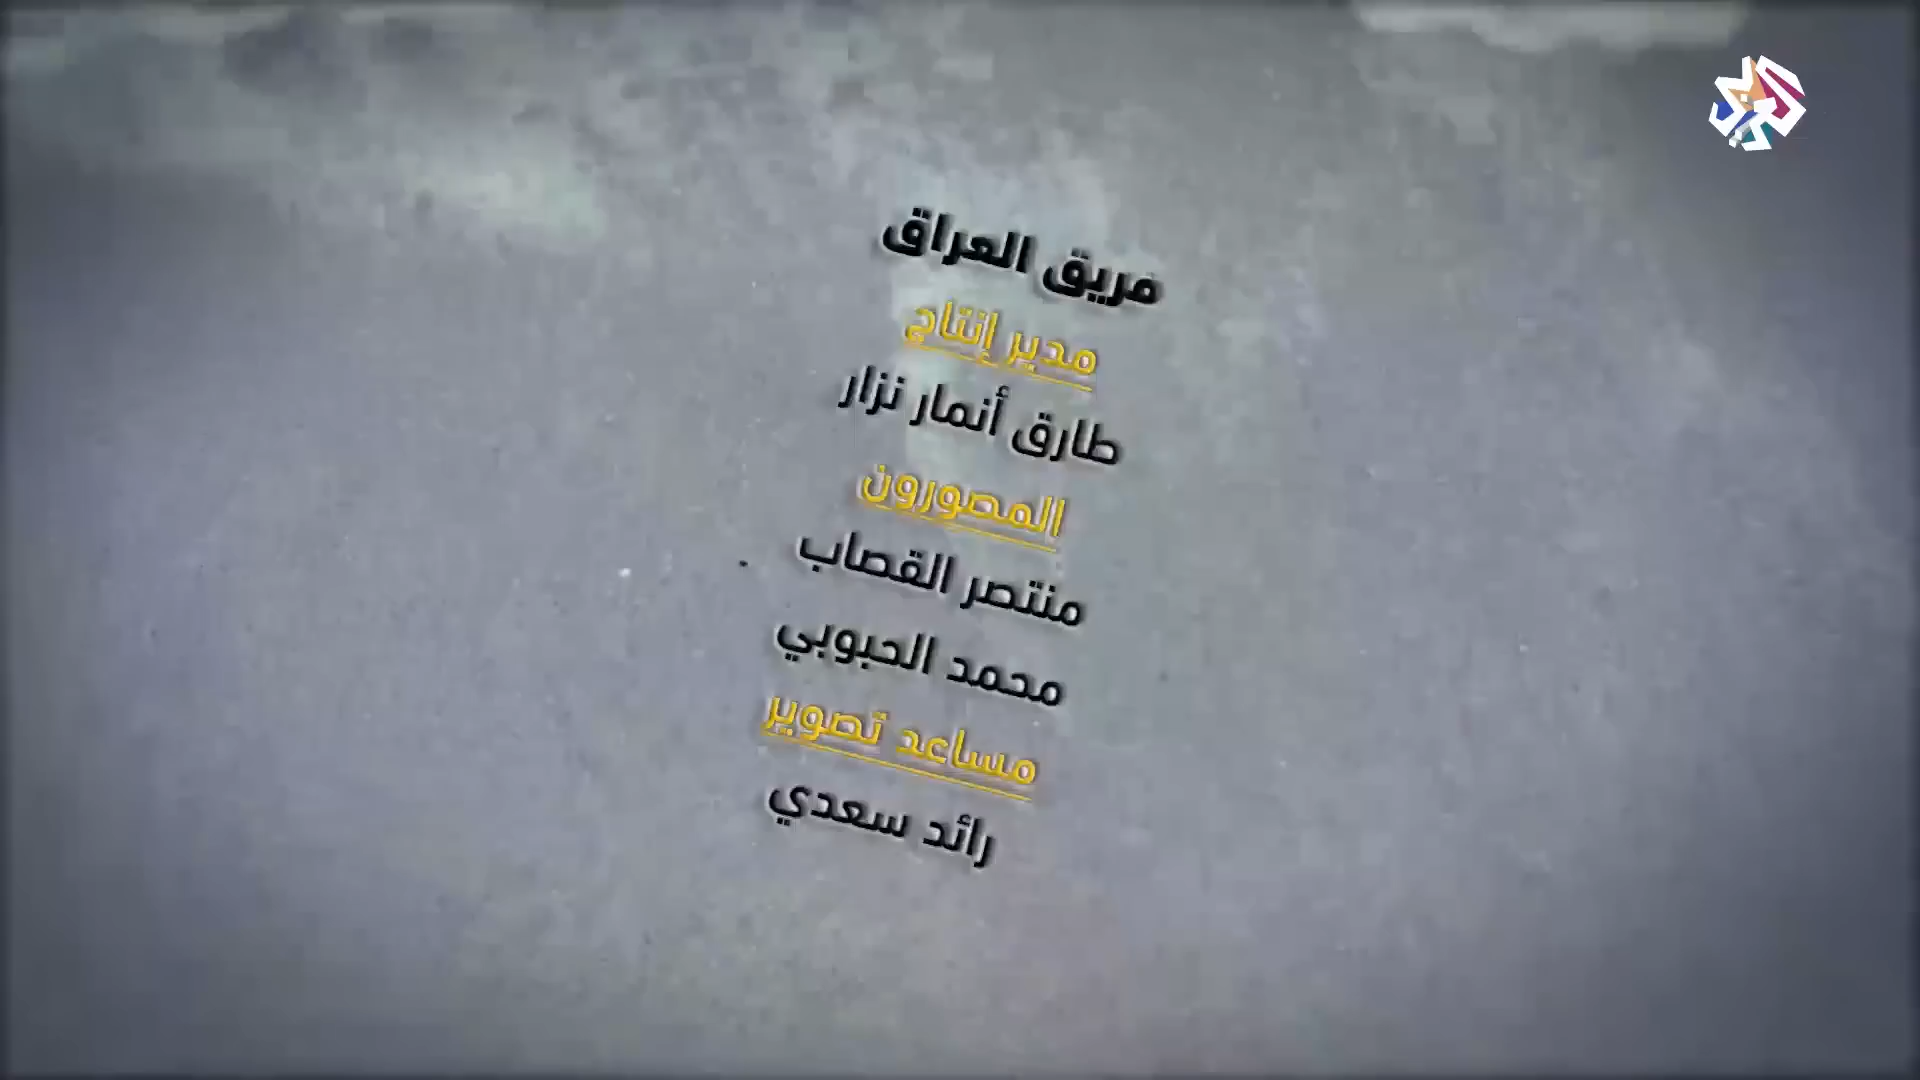 فريق العراق
مدير إنتاج
طارق أنمار نزار
المصورون
منتصر القصاب
محمد الحبوبي
مساعد تصوير
رائد سعدي